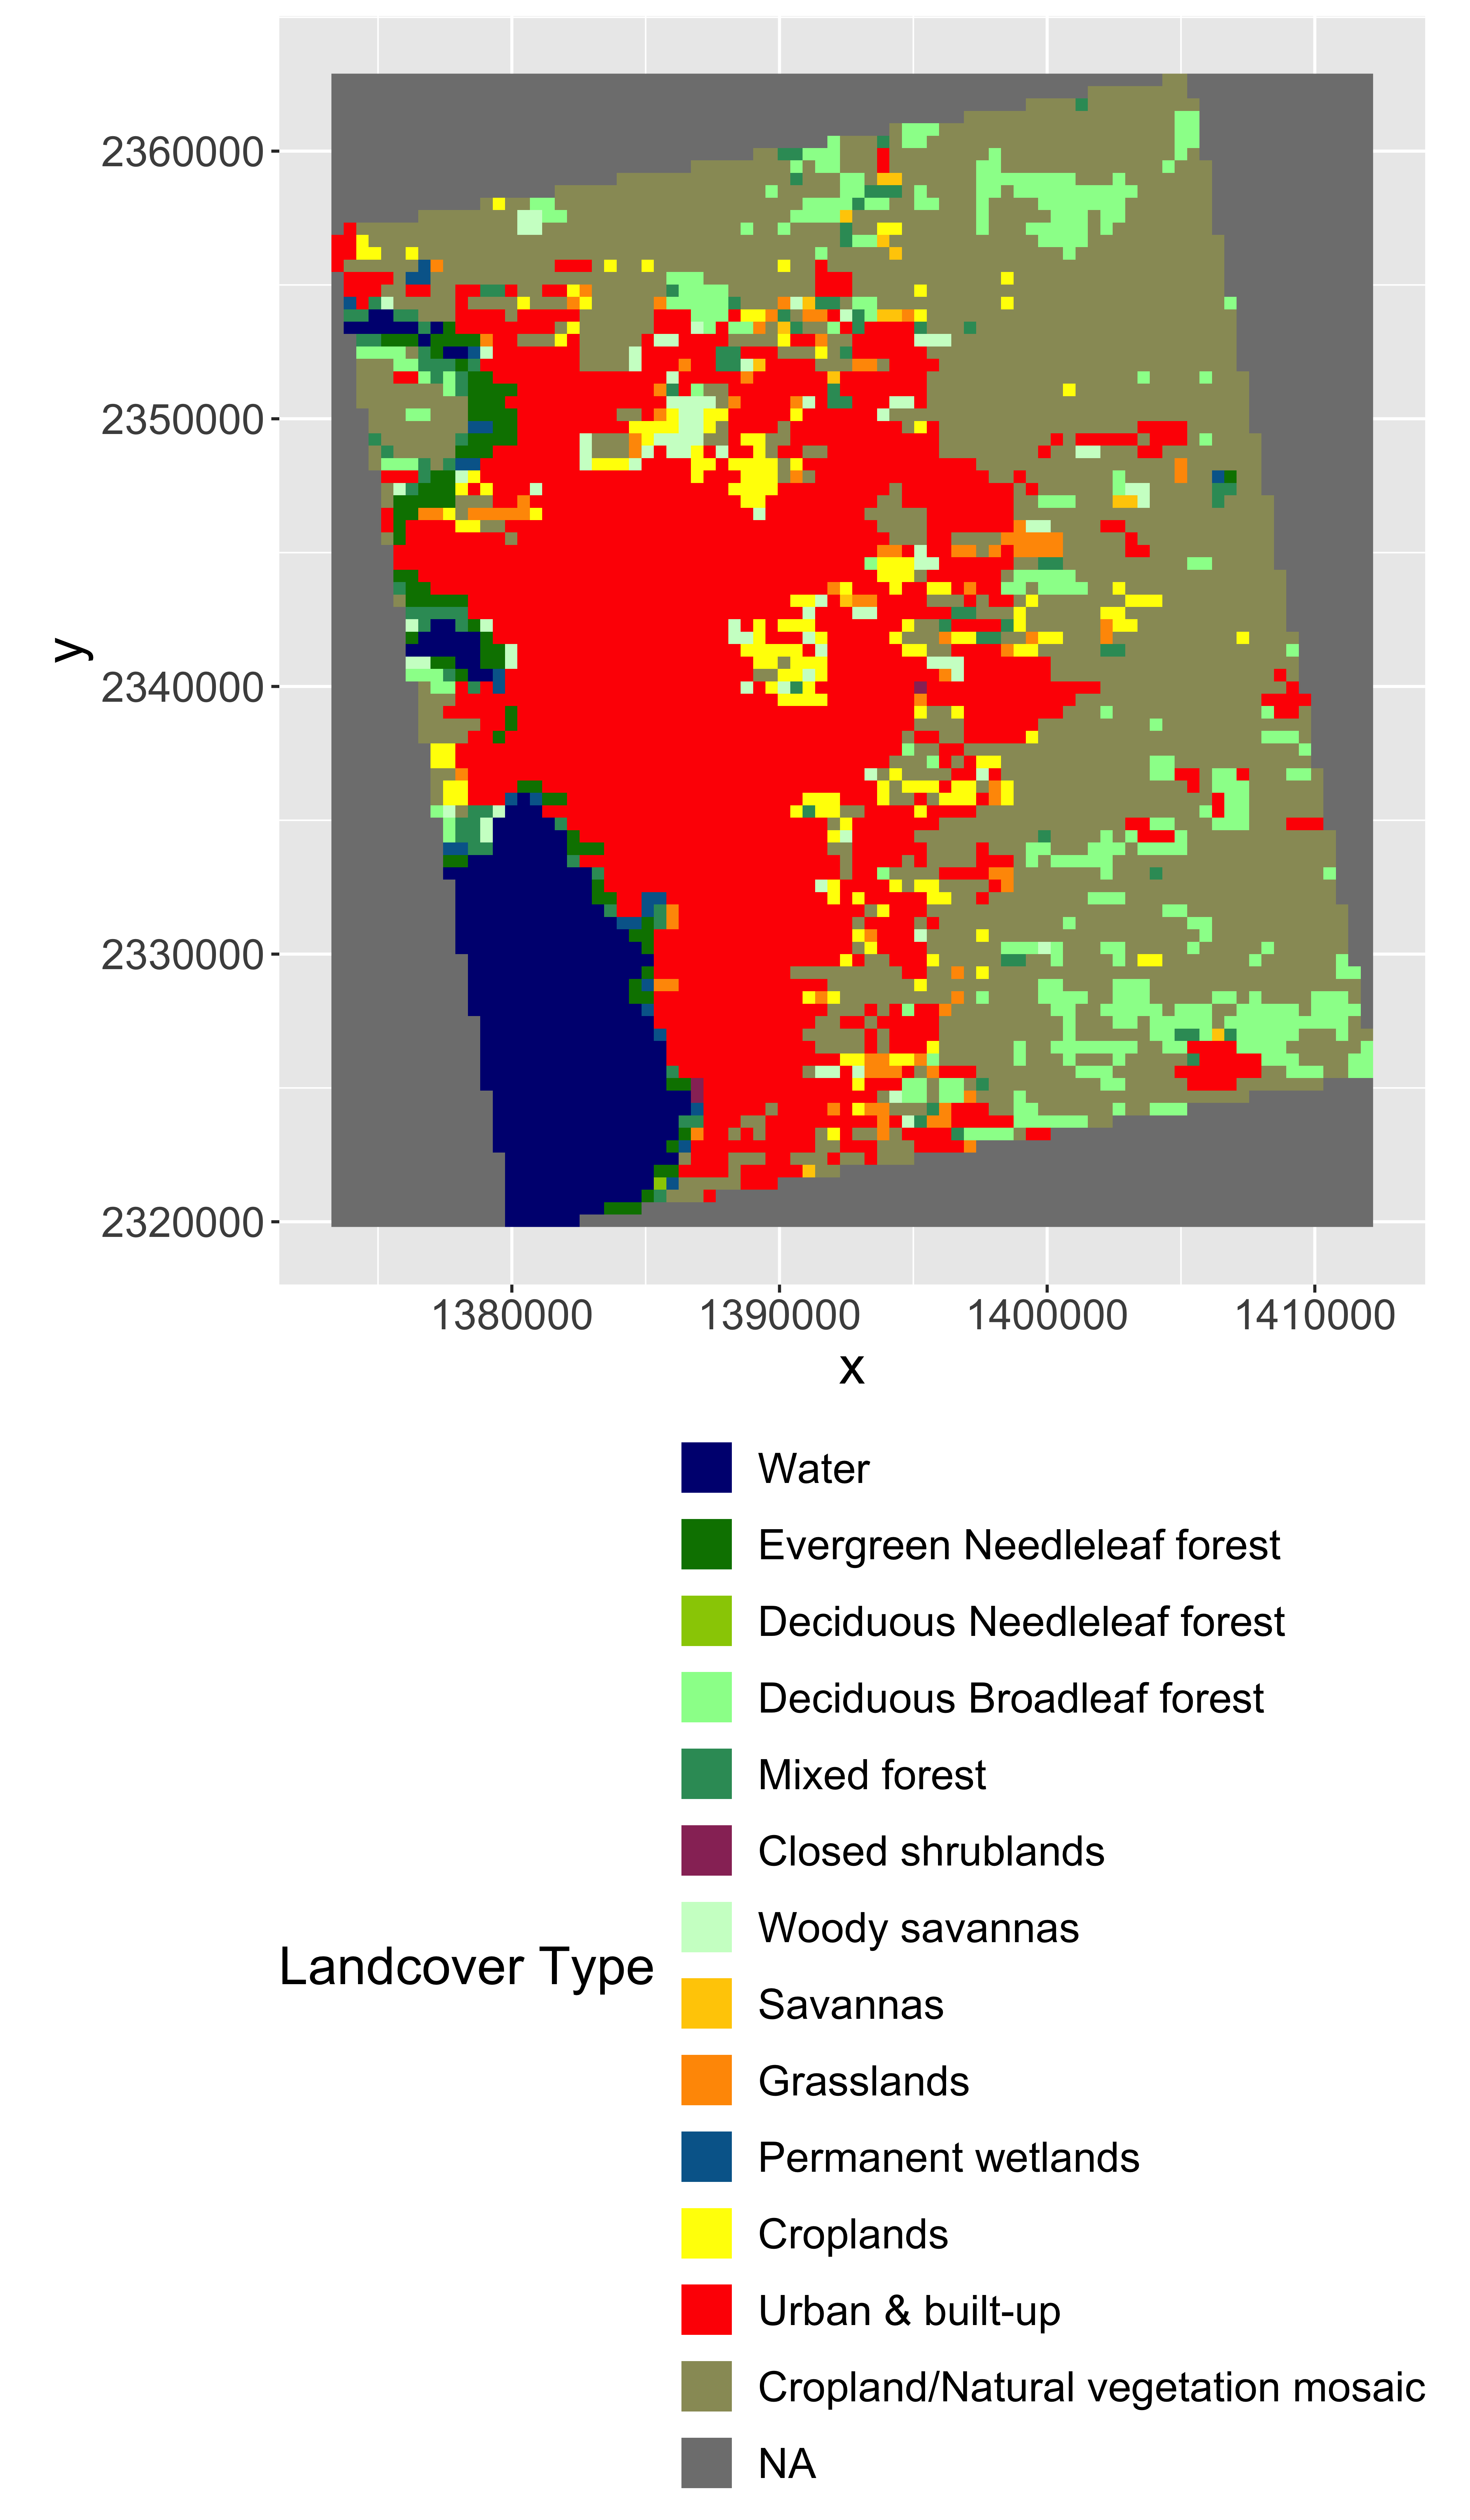 2360000
2350000
y
2340000
2330000
2320000
1380000 1390000 1400000 1410000
x
Landcover Type
Water
Evergreen Needleleaf forest
Deciduous Needleleaf forest
Deciduous Broadleaf forest
Mixed forest
Closed shrublands
Woody savannas
Savannas
Grasslands
Permanent wetlands
Croplands
Urban & built-up
Cropland/Natural vegetation mosaic
NA